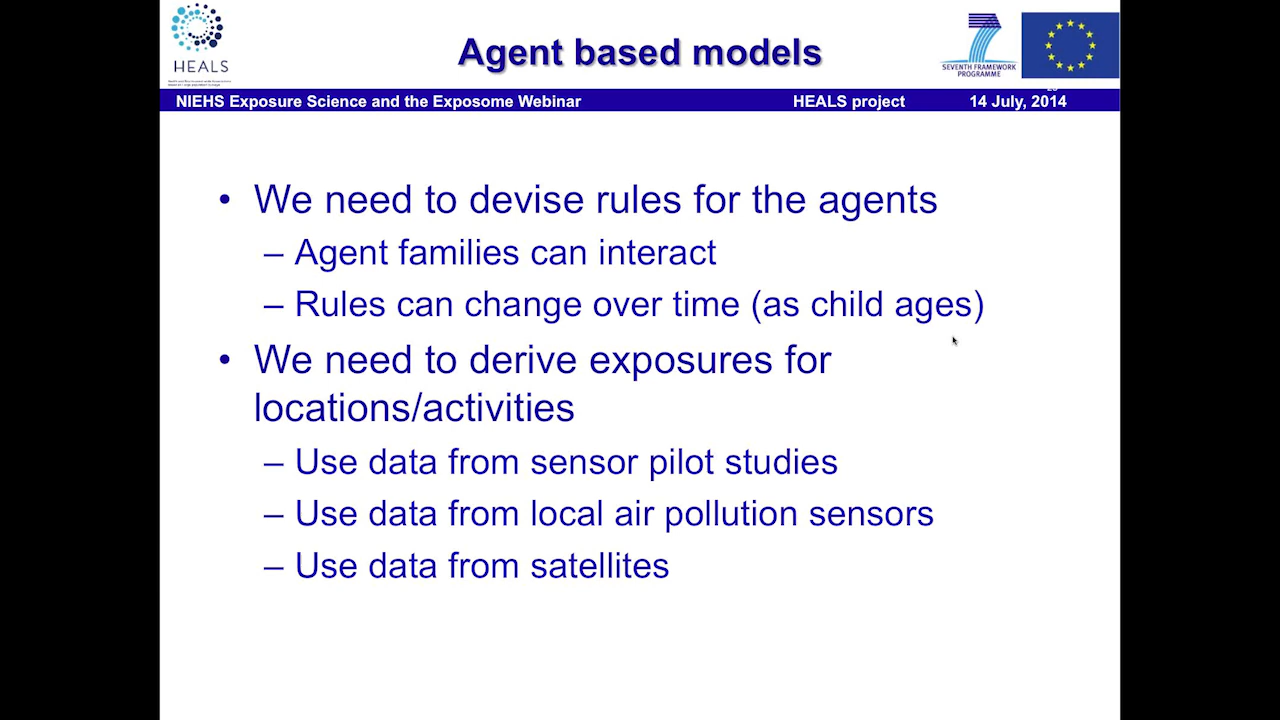 HEALS
Agent based models
SEVENTH FRAMEWORK
PROGRAMME
NIEHS Exposure Science and the Exposome Webinar HEALS project 14 July, 2014
• We need to devise rules for the agents
– Agent families can interact
– Rules can change over time (as child ages)
• We need to derive exposures for
locations/activities
– Use data from sensor pilot studies
– Use data from local air pollution sensors
– Use data from satellites